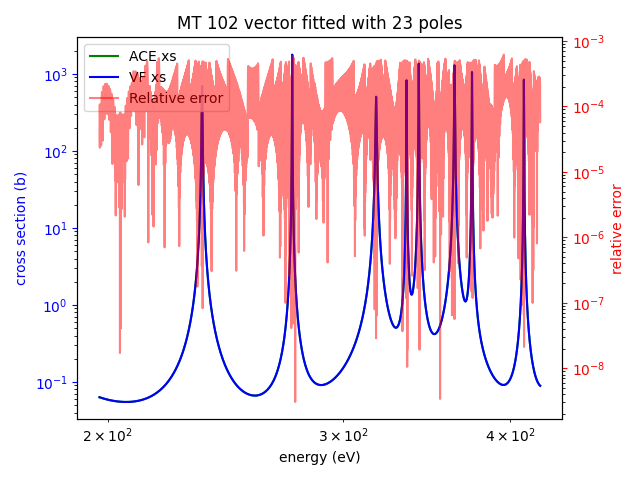 MT 102 vector fitted with 23 poles
ACE xs
VF xs
Relative error
10³
10²
10¹
10⁰
10⁻¹
cross section (b)
10⁻³
10⁻⁴
10⁻⁵
10⁻⁶
10⁻⁷
10⁻⁸
relative error
2 × 10²
3 × 10²
4 × 10²
energy (eV)